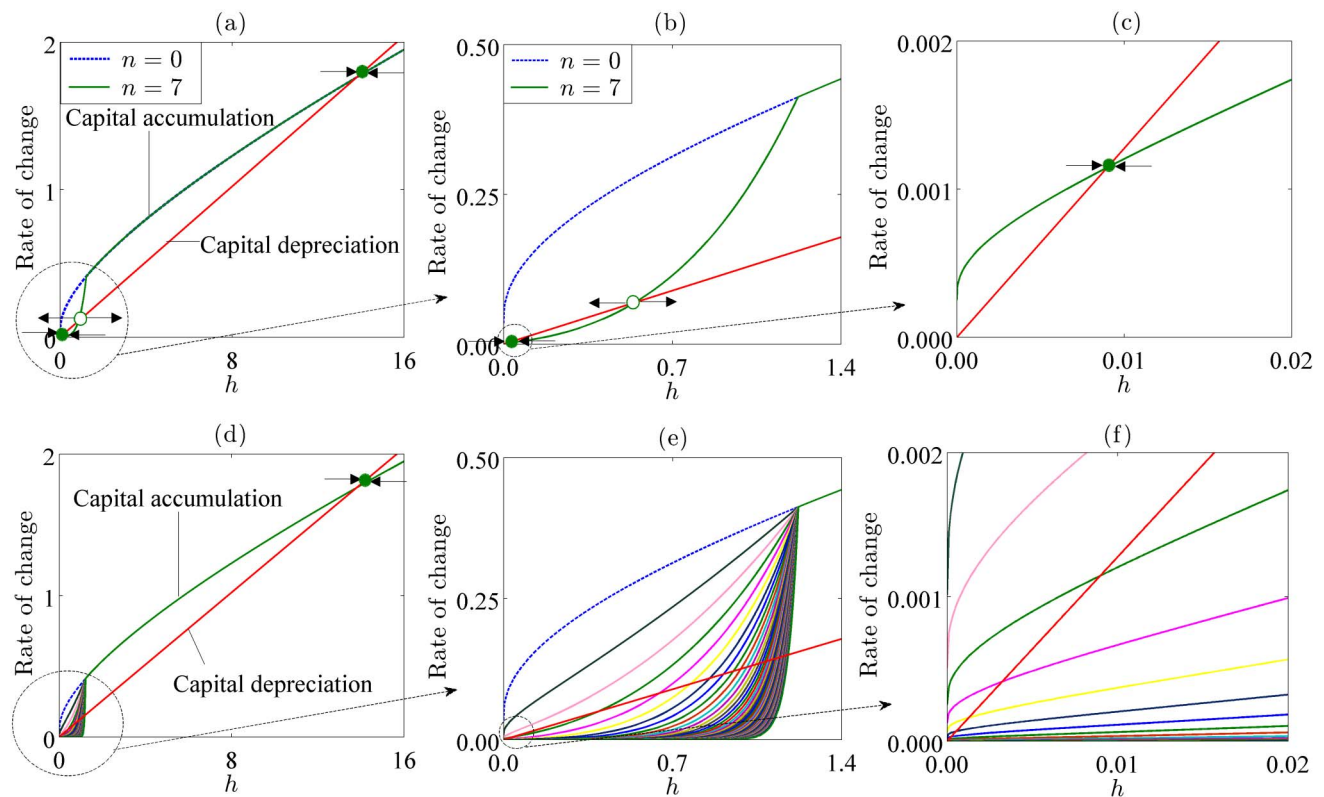 (a)
2
n = 0
n = 7
Capital accumulation
1
Capital depreciation
0
0
8
16
h
Rate of change
(b)
0.50
n = 0
n = 7
0.25
0.00
0.0
0.7
1.4
h
Rate of change
(c)
0.002
0.001
0.000
0.00
0.01
0.02
h
Rate of change
(d)
2
Capital accumulation
1
Capital depreciation
0
0
8
16
h
Rate of change
(e)
0.50
0.25
0.00
0.0
0.7
1.4
h
Rate of change
(f)
0.002
0.001
0.000
0.00
0.01
0.02
h
Rate of change